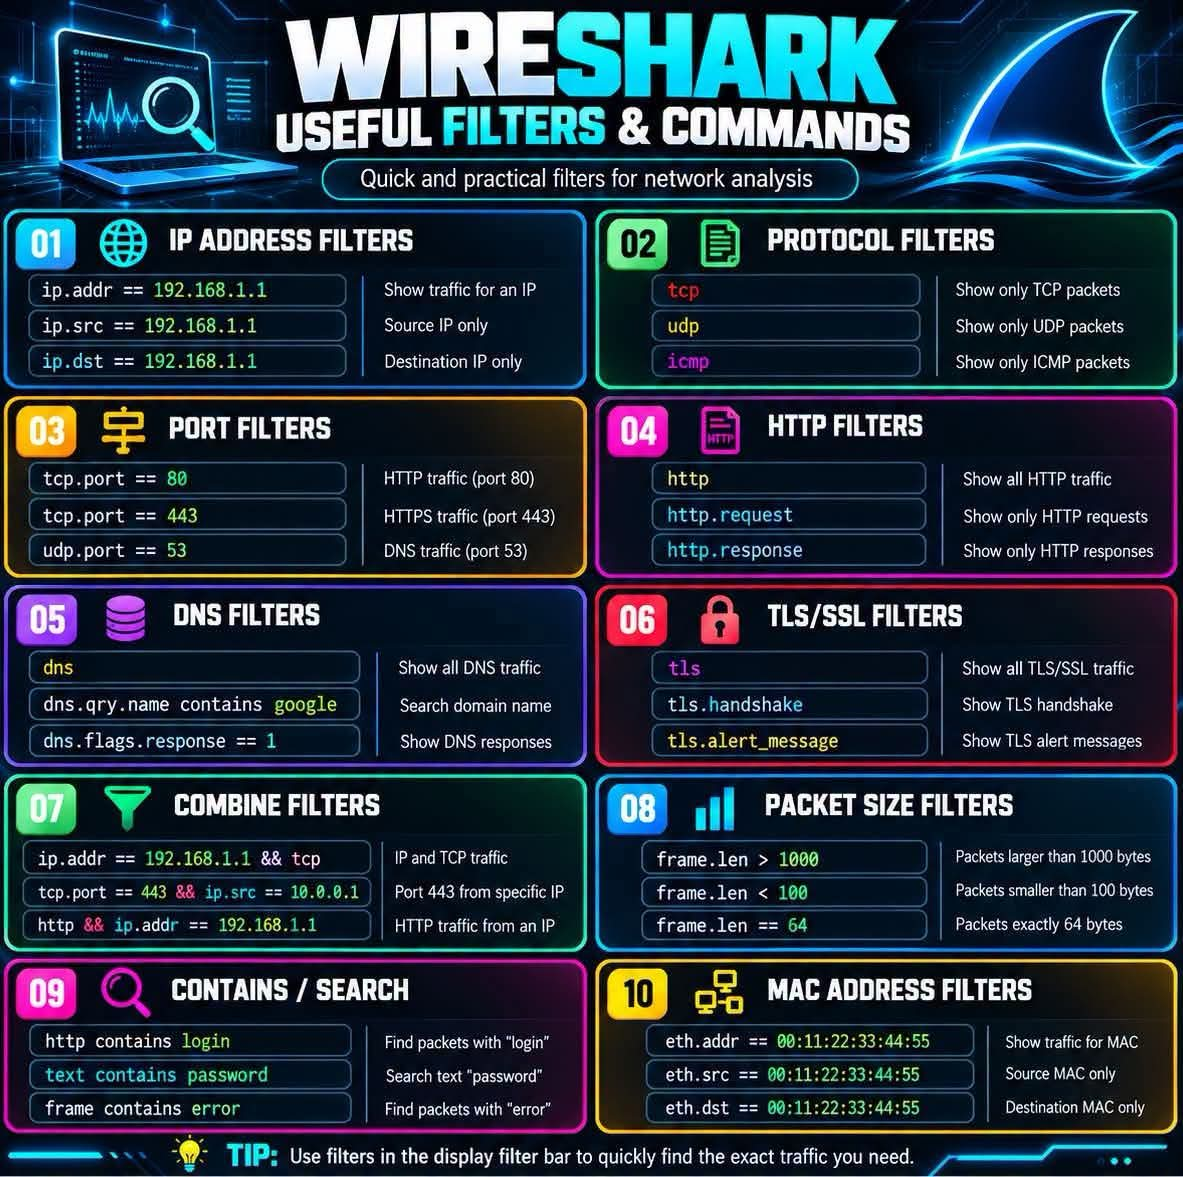 WIRESHARK
USEFUL FILTERS & COMMANDS
Quick and practical filters for network analysis
01 IP ADDRESS FILTERS
ip.addr == 192.168.1.1 Show traffic for an IP
ip.src == 192.168.1.1 Source IP only
ip.dst == 192.168.1.1 Destination IP only
02 PROTOCOL FILTERS
tcp Show only TCP packets
udp Show only UDP packets
icmp Show only ICMP packets
03 PORT FILTERS
tcp.port == 80 HTTP traffic (port 80)
tcp.port == 443 HTTPS traffic (port 443)
udp.port == 53 DNS traffic (port 53)
04 HTTP HTTP FILTERS
http Show all HTTP traffic
http.request Show only HTTP requests
http.response Show only HTTP responses
05 DNS FILTERS
dns Show all DNS traffic
dns.qry.name contains google Search domain name
dns.flags.response == 1 Show DNS responses
06 TLS/SSL FILTERS
tls Show all TLS/SSL traffic
tls.handshake Show TLS handshake
tls.alert_message Show TLS alert messages
07 COMBINE FILTERS
ip.addr == 192.168.1.1 && tcp IP and TCP traffic
tcp.port == 443 && ip.src == 10.0.0.1 Port 443 from specific IP
http && ip.addr == 192.168.1.1 HTTP traffic from an IP
08 PACKET SIZE FILTERS
frame.len > 1000 Packets larger than 1000 bytes
frame.len < 100 Packets smaller than 100 bytes
frame.len == 64 Packets exactly 64 bytes
09 CONTAINS / SEARCH
http contains login Find packets with "login"
text contains password Search text "password"
frame contains error Find packets with "error"
10 MAC ADDRESS FILTERS
eth.addr == 00:11:22:33:44:55 Show traffic for MAC
eth.src == 00:11:22:33:44:55 Source MAC only
eth.dst == 00:11:22:33:44:55 Destination MAC only
TIP: Use filters in the display filter bar to quickly find the exact traffic you need.